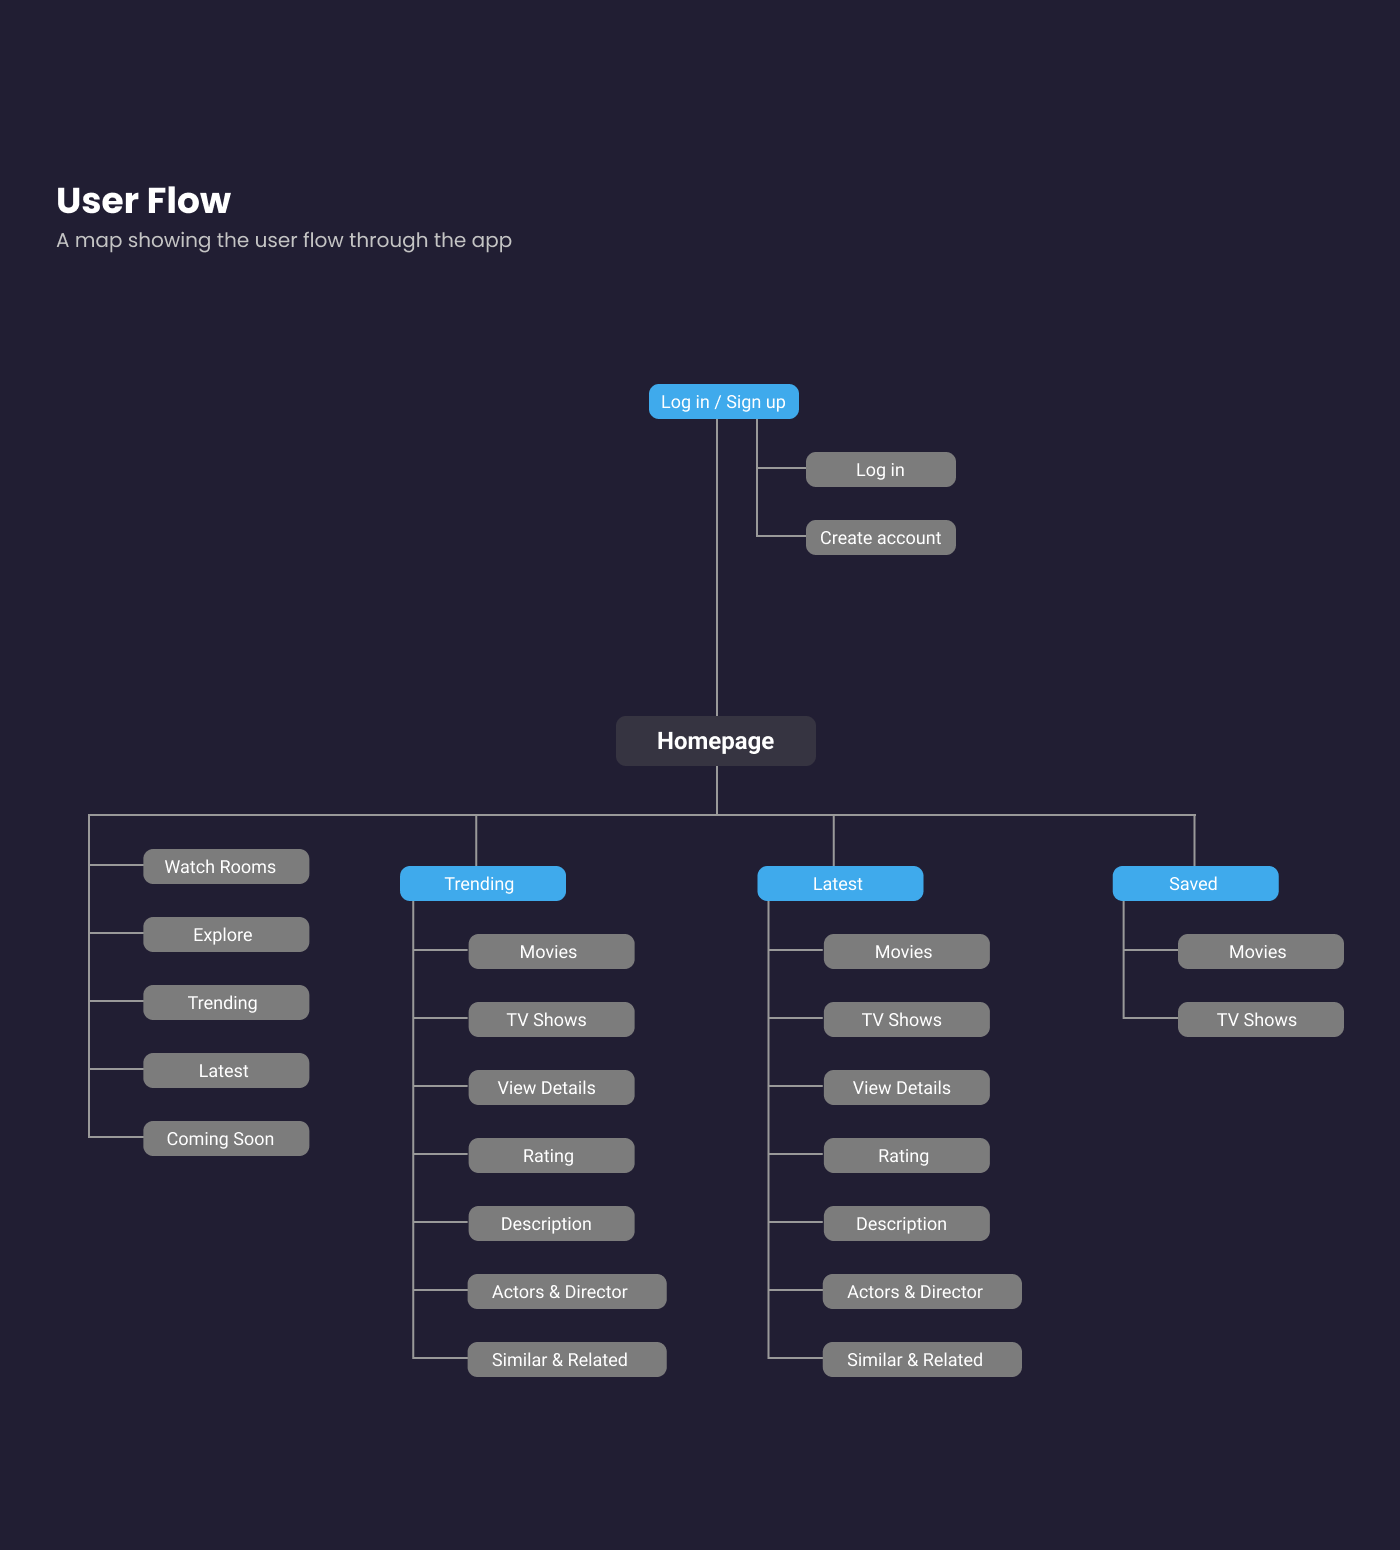 User Flow
A map showing the user flow through the app
Log in / Sign up
Log in
Create account
Homepage
Watch Rooms
Explore
Trending
Latest
Coming Soon
Trending
Movies
TV Shows
View Details
Rating
Description
Actors & Director
Similar & Related
Latest
Movies
TV Shows
View Details
Rating
Description
Actors & Director
Similar & Related
Saved
Movies
TV Shows